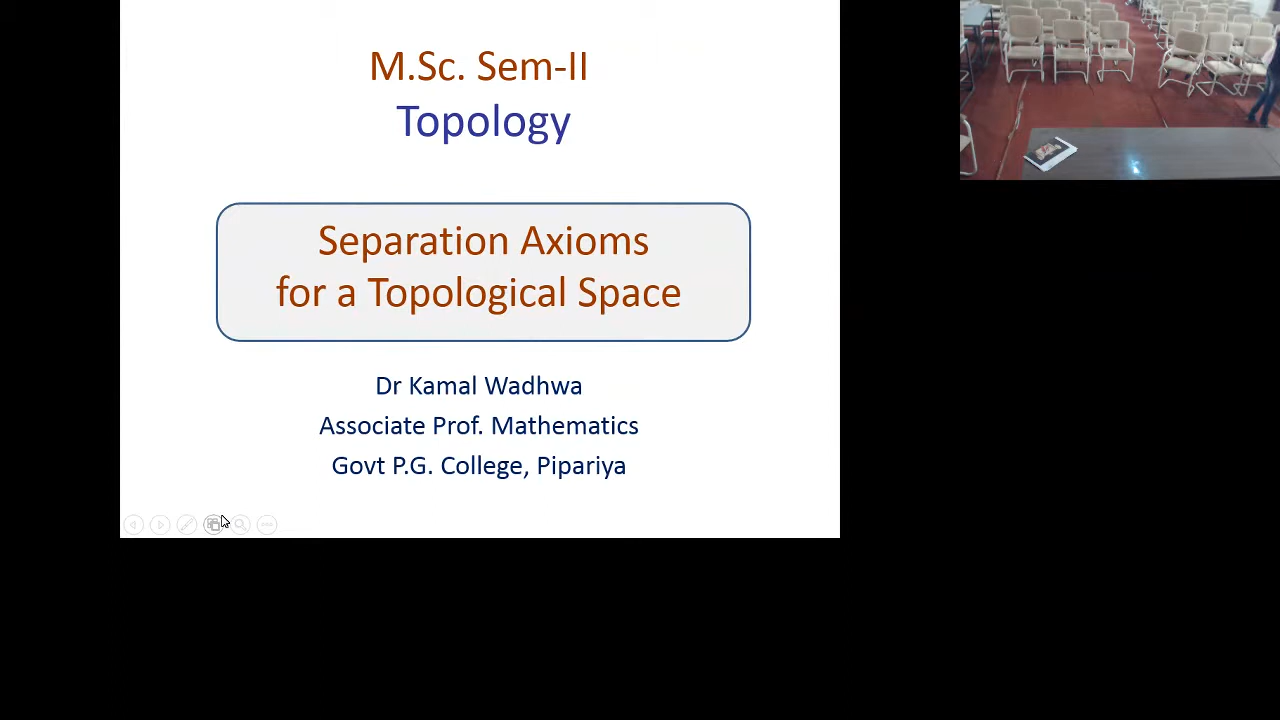 M.Sc. Sem-II
Topology
Separation Axioms
for a Topological Space
Dr Kamal Wadhwa
Associate Prof. Mathematics
Govt P.G. College, Pipariya